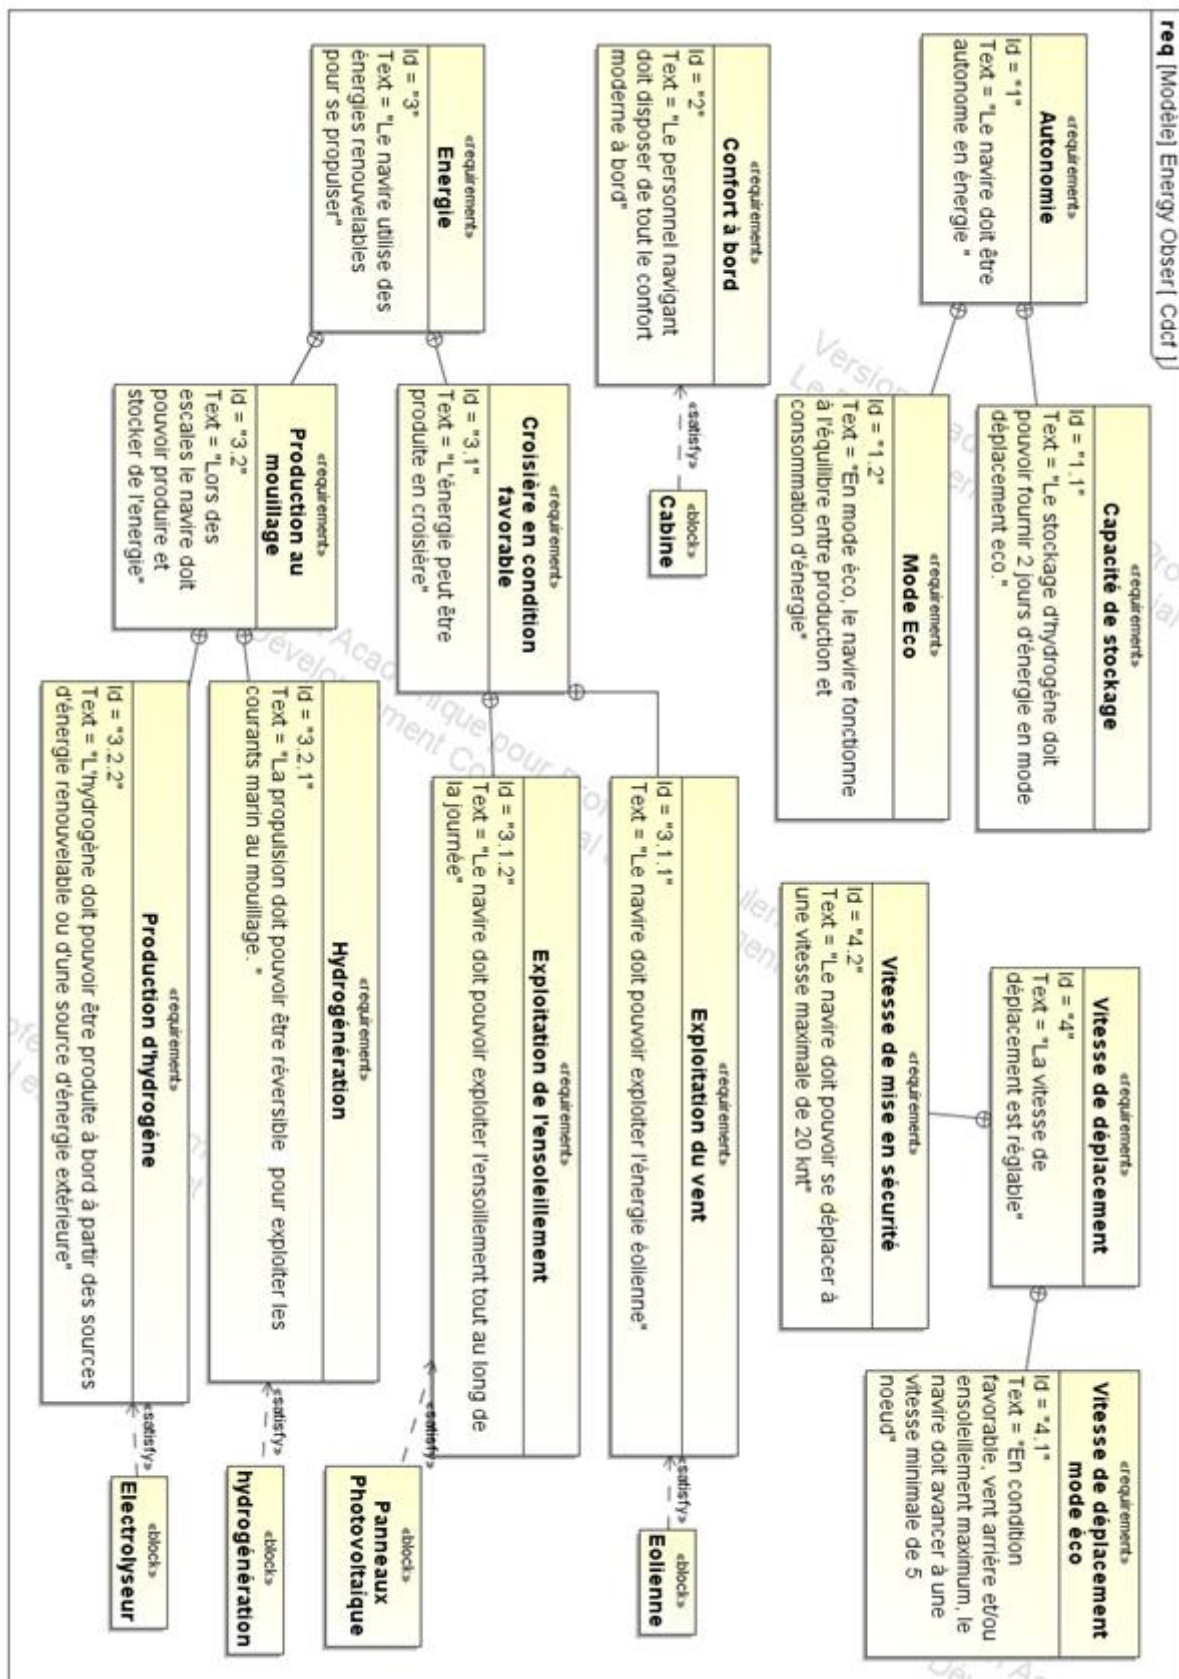 req [Modèle] Energy Obser[ Cdcf ]
«requirement»
Autonomie
Id = "1"
Text = "Le navire doit être
autonome en énergie "
«requirement»
Capacité de stockage
Id = "1.1"
Text = "Le stockage d'hydrogène doit
pouvoir fournir 2 jours d'énergie en mode
déplacement eco."
«requirement»
Mode Eco
Id = "1.2"
Text = "En mode éco, le navire fonctionne
à l'équilibre entre production et
consommation d'énergie"
«requirement»
Vitesse de déplacement
Id = "4"
Text = "La vitesse de
déplacement est réglable"
«requirement»
Vitesse de déplacement
mode éco
Id = "4.1"
Text = "En condition
favorable, vent arrière et/ou
ensoleillement maximum, le
navire doit avancer à une
vitesse minimale de 5
noeud"
«requirement»
Vitesse de mise en sécurité
Id = "4.2"
Text = "Le navire doit pouvoir se déplacer à
une vitesse maximale de 20 knt"
«requirement»
Confort à bord
Id = "2"
Text = "Le personnel navigant
doit disposer de tout le confort
moderne à bord"
«satisfy»
«block»
Cabine
«requirement»
Energie
Id = "3"
Text = "Le navire utilise des
énergies renouvelables
pour se propulser"
«requirement»
Croisière en condition
favorable
Id = "3.1"
Text = "L'énergie peut être
produite en croisière"
«requirement»
Exploitation du vent
Id = "3.1.1"
Text = "Le navire doit pouvoir exploiter l'énergie éolienne"
«satisfy»
«block»
Eolienne
«requirement»
Exploitation de l'ensoleillement
Id = "3.1.2"
Text = "Le navire doit pouvoir exploiter l'ensoillement tout au long de
la journée"
«satisfy»
«block»
Panneaux
Photovoltaique
«requirement»
Production au
mouillage
Id = "3.2"
Text = "Lors des
escales le navire doit
pouvoir produire et
stocker de l'energie"
«requirement»
Hydrogénération
Id = "3.2.1"
Text = "La propulsion doit pouvoir être réversible  pour exploiter les
courants marin au mouillage. "
«satisfy»
«block»
hydrogénération
«requirement»
Production d'hydrogéne
Id = "3.2.2"
Text = "L'hydrogène doit pouvoir être produite à bord à partir des sources
d'énergie renouvelable ou d'une source d'énergie extérieure"
«satisfy»
«block»
Electrolyseur